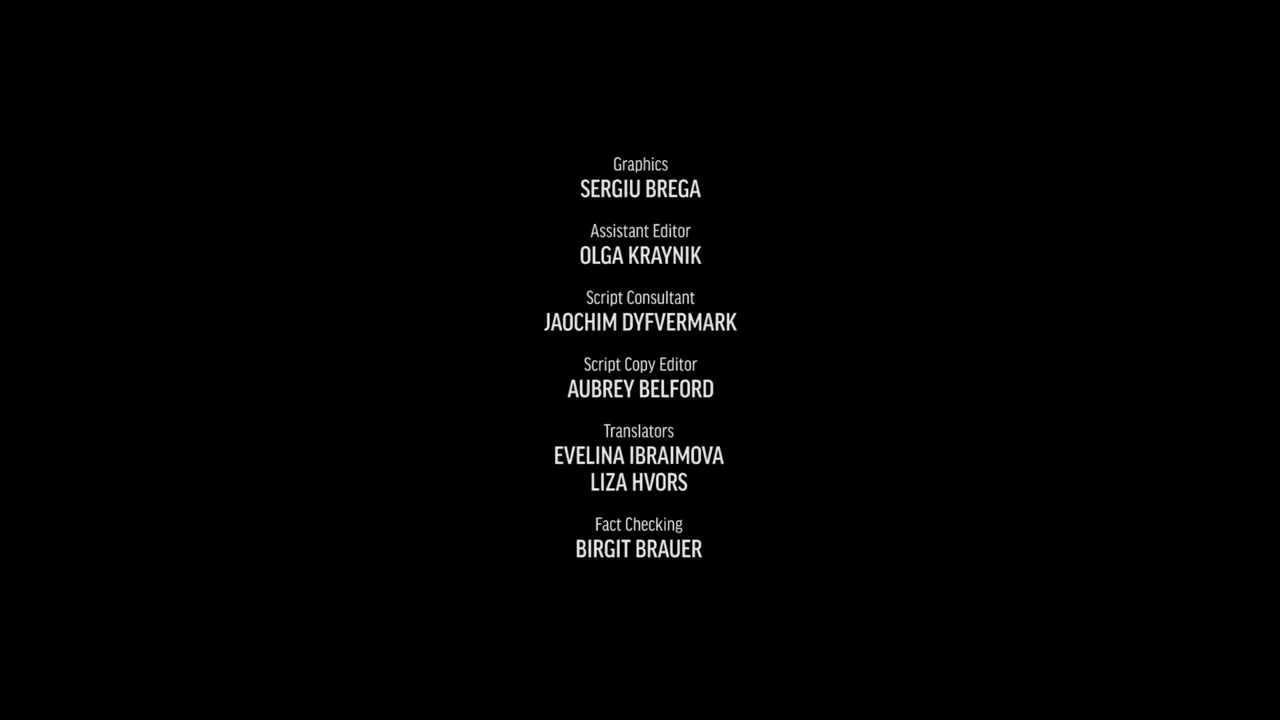 Graphics
SERGIU BREGA
Assistant Editor
OLGA KRAYNIK
Script Consultant
JAOCHIM DYFVERMARK
Script Copy Editor
AUBREY BELFORD
Translators
EVELINA IBRAIMOVA
LIZA HVORS
Fact Checking
BIRGIT BRAUER